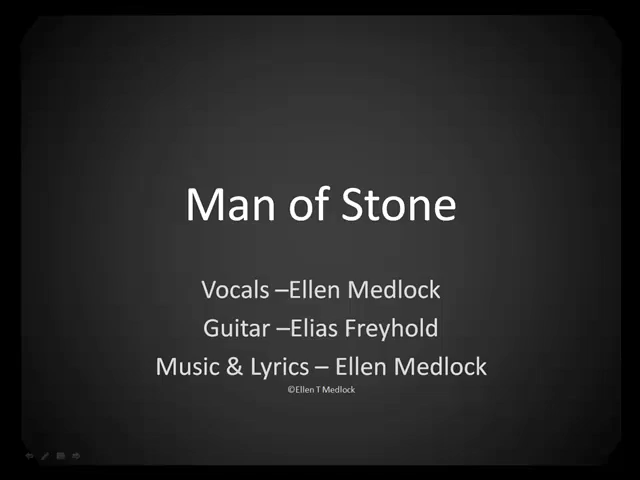 Man of Stone
Vocals –Ellen Medlock
Guitar –Elias Freyhold
Music & Lyrics – Ellen Medlock
©Ellen T Medlock